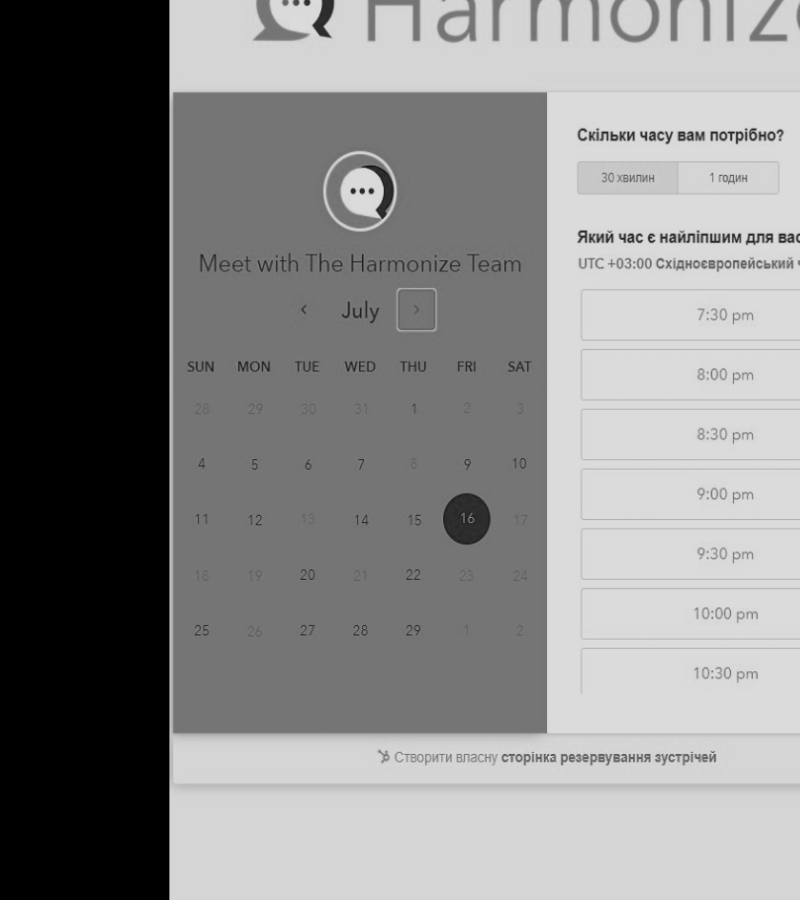 Harmoniz
Meet with The Harmonize Team
July
SUN MON TUE WED THU FRI SAT
28 29 30 31 1 2 3
4 5 6 7 8 9 10
11 12 13 14 15 16 17
18 19 20 21 22 23 24
25 26 27 28 29 1 2
Скільки часу вам потрібно?
30 хвилин 1 годин
Який час є найліпшим для вас
UTC +03:00 Східноєвропейський
7:30 pm
8:00 pm
8:30 pm
9:00 pm
9:30 pm
10:00 pm
10:30 pm
Створити власну сторінка резервування зустрічей